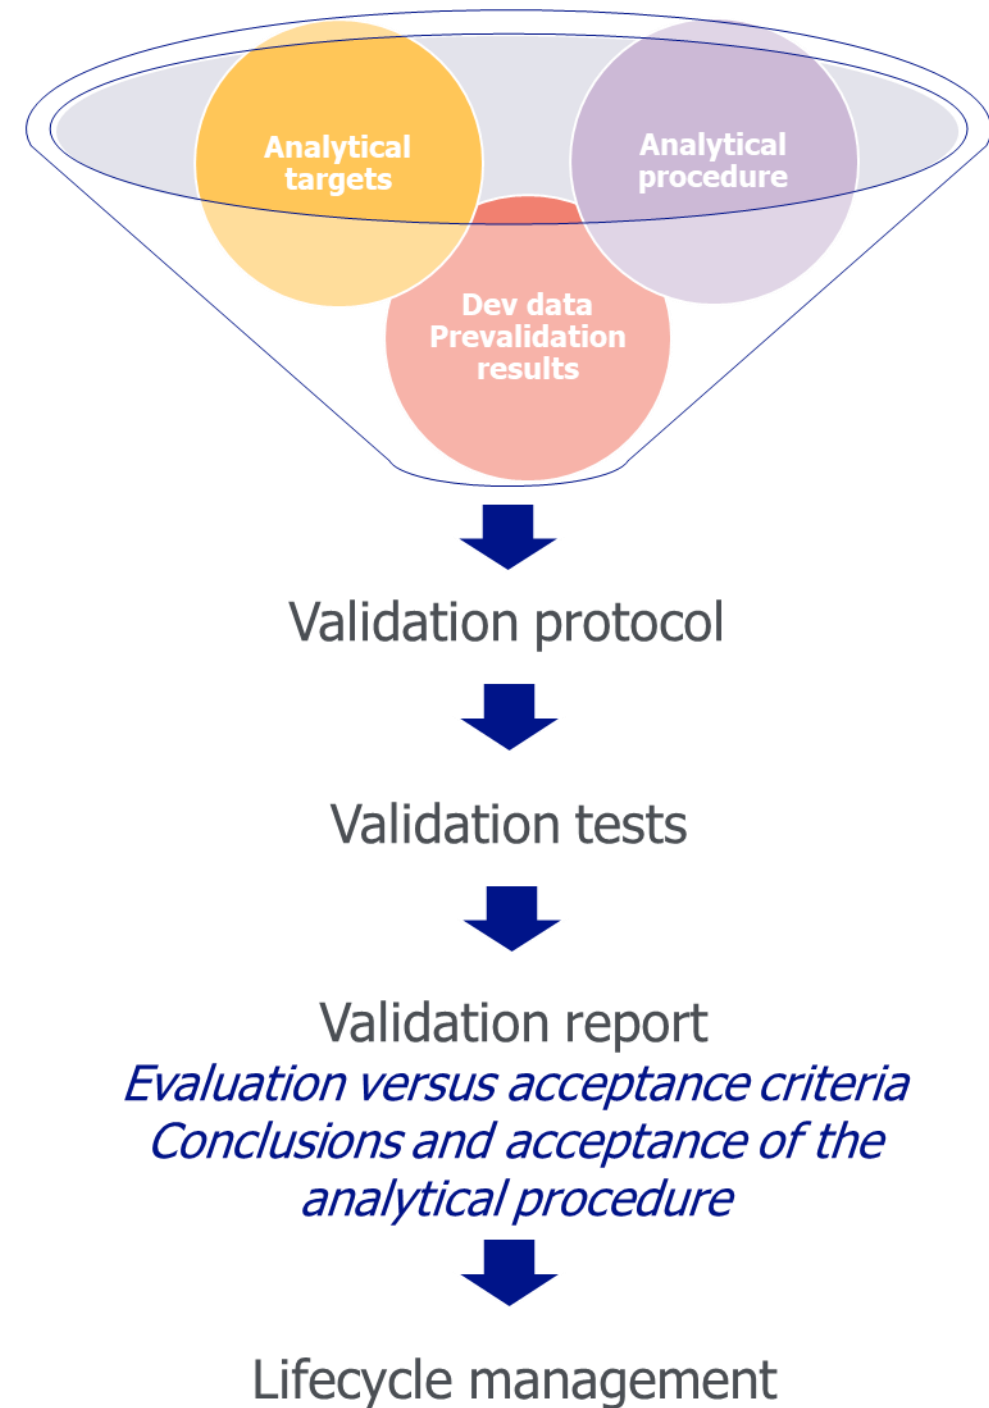 Analytical
targets
Analytical
procedure
Dev data
Prevalidation
results
Validation protocol
Validation tests
Validation report
Evaluation versus acceptance criteria
Conclusions and acceptance of the
analytical procedure
Lifecycle management